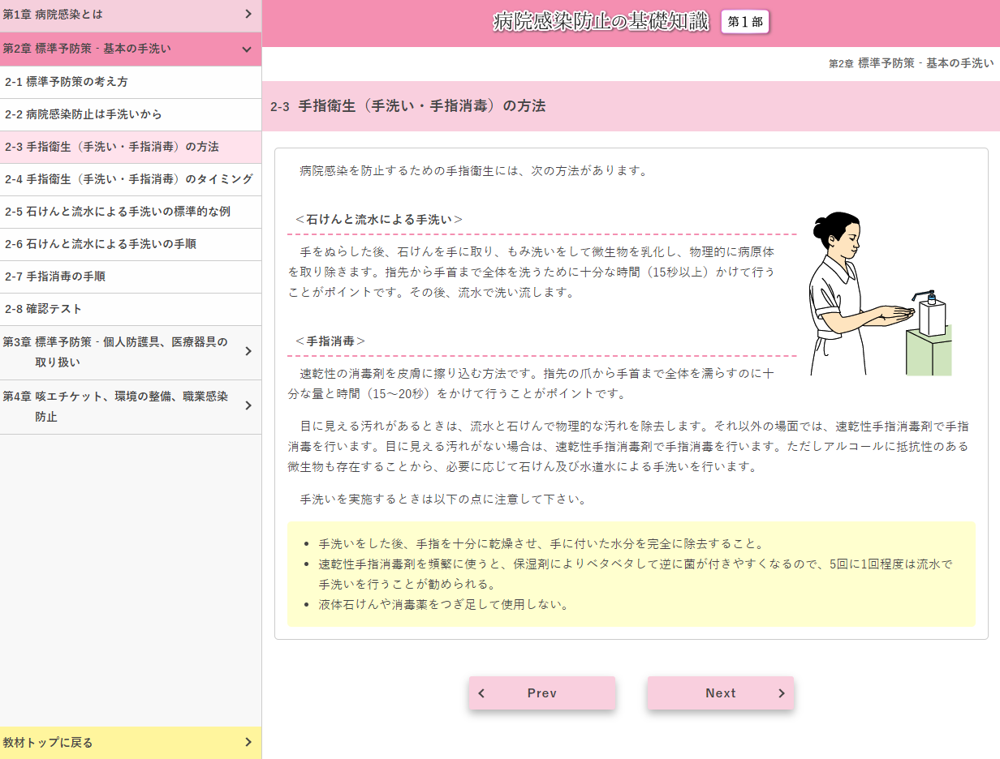 第1章 病院感染とは
第2章 標準予防策 - 基本の手洗い
2-1 標準予防策の考え方
2-2 病院感染防止は手洗いから
2-3 手指衛生（手洗い・手指消毒）の方法
2-4 手指衛生（手洗い・手指消毒）のタイミング
2-5 石けんと流水による手洗いの標準的な例
2-6 石けんと流水による手洗いの手順
2-7 手指消毒の手順
2-8 確認テスト
第3章 標準予防策 - 個人防護具、医療器具の
取り扱い
第4章 咳エチケット、環境の整備、職業感染
防止
教材トップに戻る
病院感染防止の基礎知識 第1部
第2章 標準予防策 - 基本の手洗い
2-3 手指衛生（手洗い・手指消毒）の方法
病院感染を防止するための手指衛生には、次の方法があります。
＜石けんと流水による手洗い＞
手をぬらした後、石けんを手に取り、もみ洗いをして微生物を乳化し、物理的に病原体
を取り除きます。指先から手首まで全体を洗うために十分な時間（15秒以上）かけて行う
ことがポイントです。その後、流水で洗い流します。
＜手指消毒＞
速乾性の消毒剤を皮膚に擦り込む方法です。指先の爪から手首まで全体を濡らすのに十
分な量と時間（15～20秒）をかけて行うことがポイントです。
目に見える汚れがあるときは、流水と石けんで物理的な汚れを除去します。それ以外の場面では、速乾性手指消毒剤で手指
消毒を行います。目に見える汚れがない場合は、速乾性手指消毒剤で手指消毒を行います。ただしアルコールに抵抗性のある
微生物も存在することから、必要に応じて石けん及び水道水による手洗いを行います。
手洗いを実施するときは以下の点に注意して下さい。
• 手洗いをした後、手指を十分に乾燥させ、手に付いた水分を完全に除去すること。
• 速乾性手指消毒剤を頻繁に使うと、保湿剤によりベタベタして逆に菌が付きやすくなるので、5回に1回程度は流水で
手洗いを行うことが勧められる。
• 液体石けんや消毒薬をつぎ足して使用しない。
Prev
Next